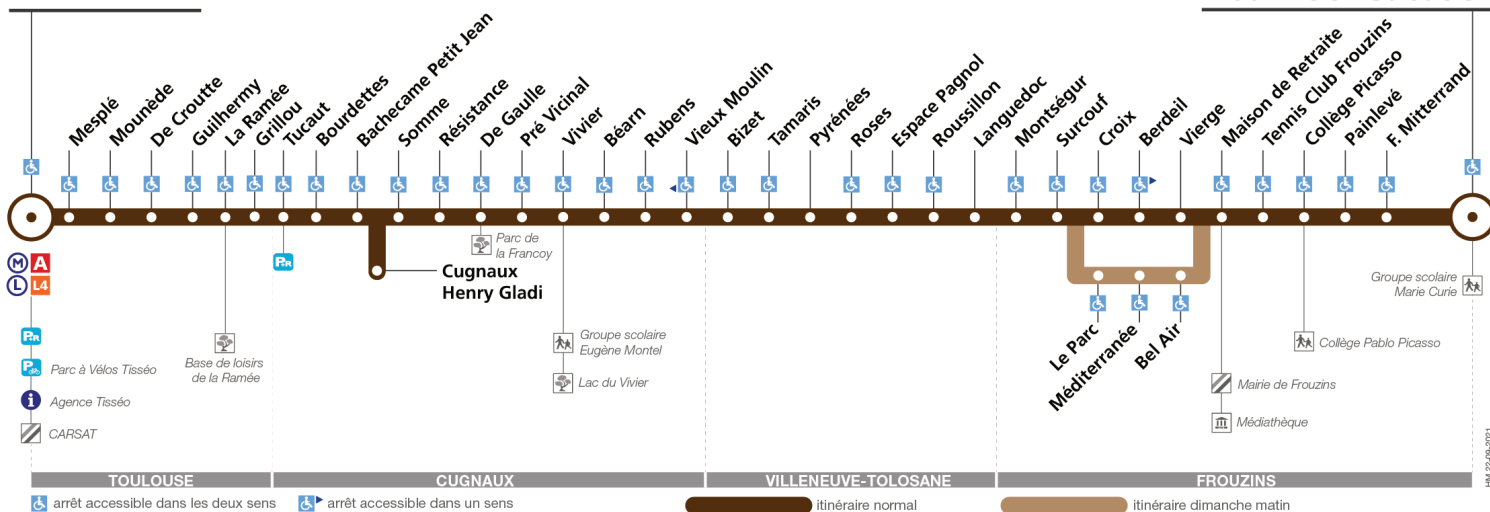 Mesplé
Mounède
De Croutte
Guilhermy
La Ramée
Grillou
Tucaut
Bourdettes
Bachecame Petit Jean
Somme
Résistance
De Gaulle
Pré Vicinal
Vivier
Béarn
Rubens
Vieux Moulin
Bizet
Tamaris
Pyrénées
Roses
Espace Pagnol
Roussillon
Languedoc
Montségur
Surcouf
Croix
Berdeil
Vierge
Maison de Retraite
Tennis Club Frouzins
Collège Picasso
Painlevé
F. Mitterrand
M A
L L4
P+R
P+R
Parc de
la Francoy
Cugnaux
Henry Gladi
Groupe scolaire
Marie Curie
Base de loisirs
de la Ramée
Groupe scolaire
Eugène Montel
Lac du Vivier
Le Parc
Méditerranée
Bel Air
Collège Pablo Picasso
Mairie de Frouzins
Médiathèque
P
Parc à Vélos Tisséo
i
Agence Tisséo
CARSAT
HM 22-09-2021
TOULOUSE
CUGNAUX
VILLENEUVE-TOLOSANE
FROUZINS
arrêt accessible dans les deux sens
arrêt accessible dans un sens
itinéraire normal
itinéraire dimanche matin